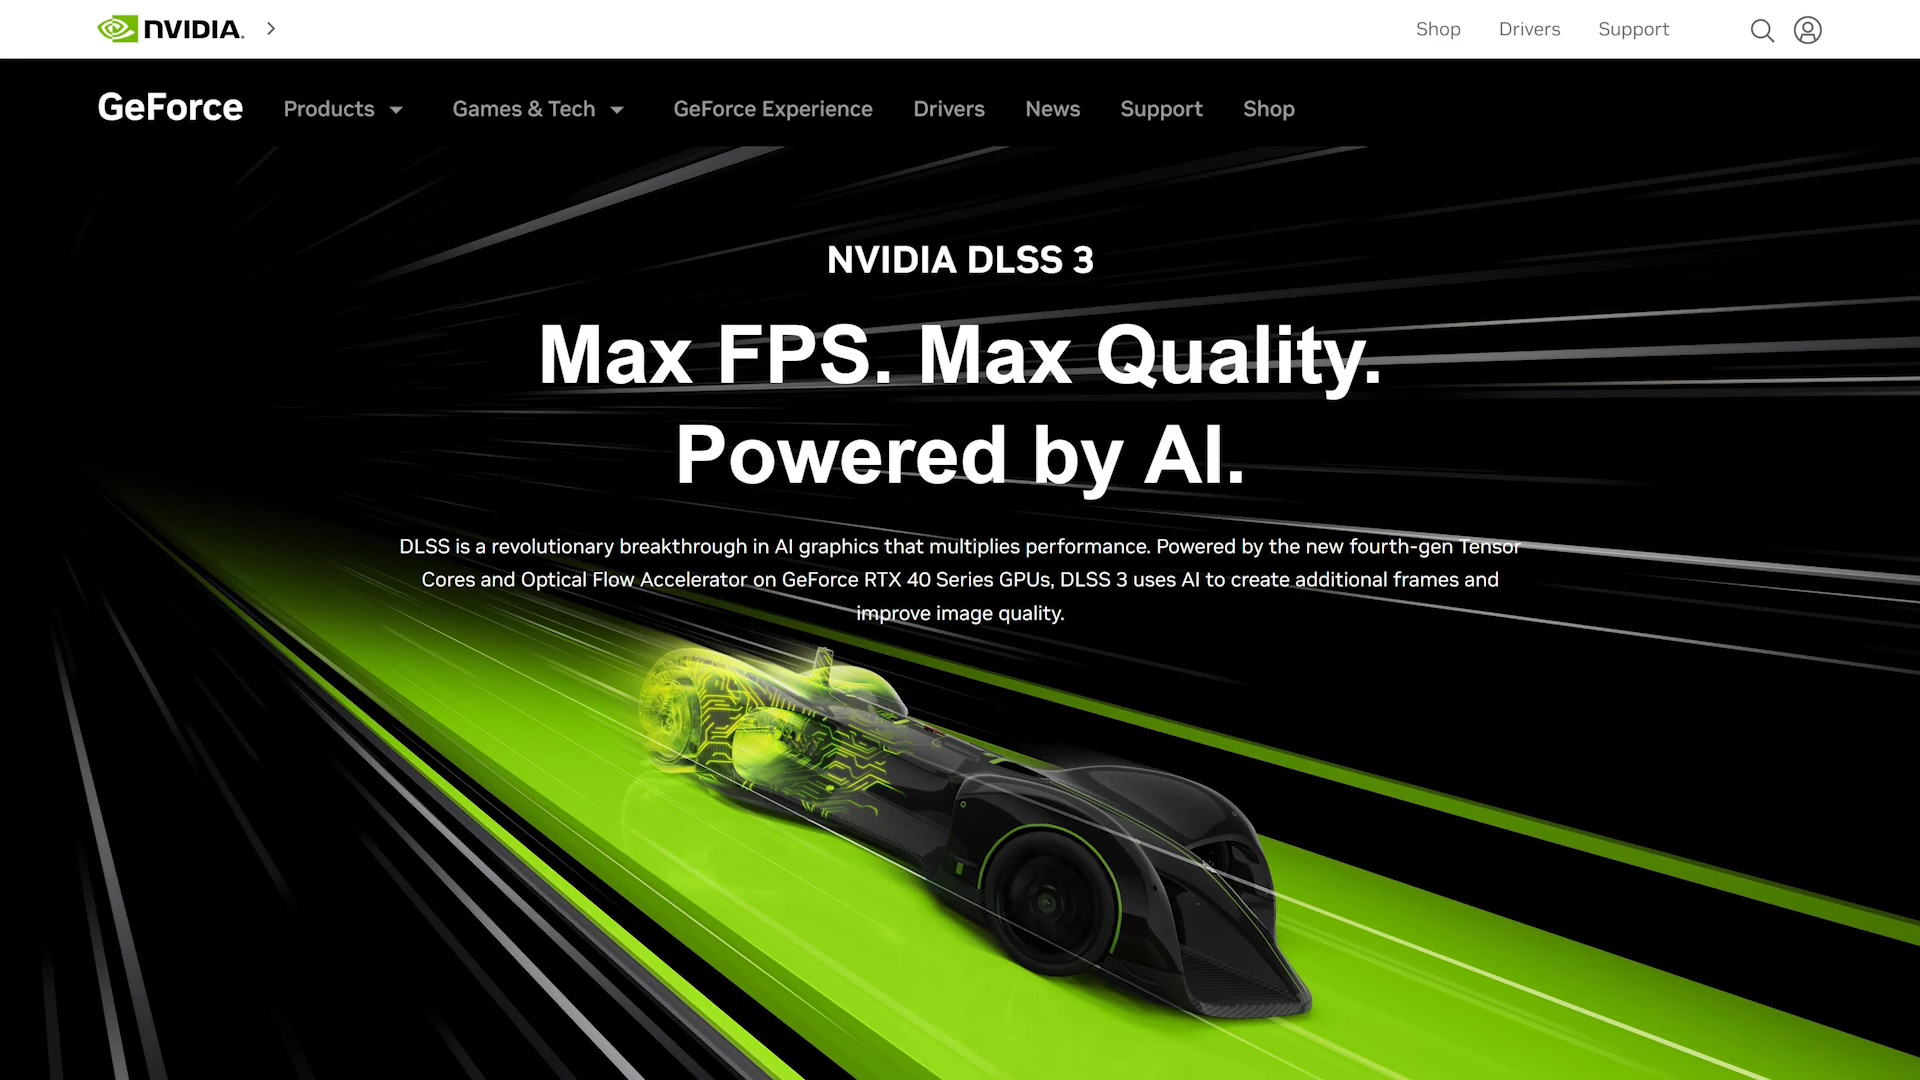 NVIDIA.
Shop
Drivers
Support
GeForce
Products
Games & Tech
GeForce Experience
Drivers
News
Support
Shop
NVIDIA DLSS 3
Max FPS. Max Quality.
Powered by AI.
DLSS is a revolutionary breakthrough in AI graphics that multiplies performance. Powered by the new fourth-gen Tensor
Cores and Optical Flow Accelerator on GeForce RTX 40 Series GPUs, DLSS 3 uses AI to create additional frames and
improve image quality.